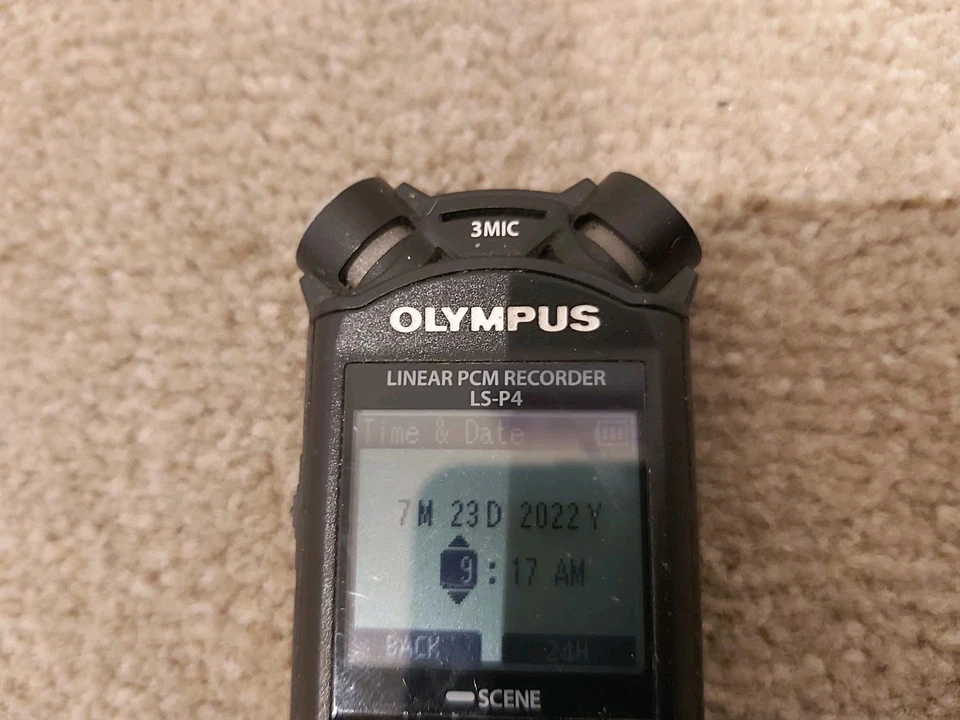 3MIC
OLYMPUS
LINEAR PCM RECORDER
LS-P4
Time & Date
7M 23D 2022Y
9:17 AM
BACK 24H
SCENE